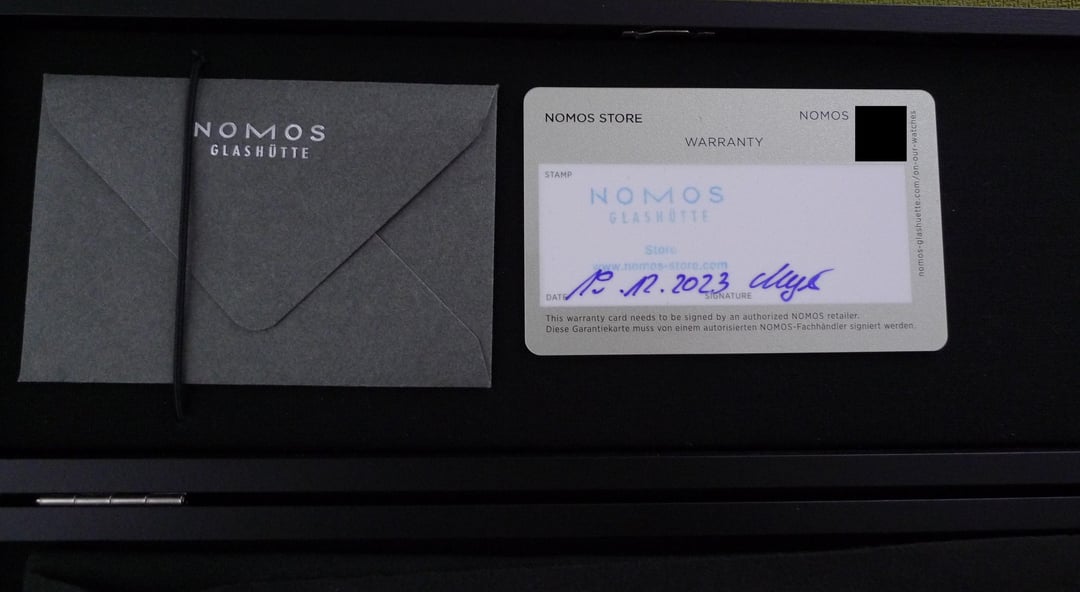 NOMOS
GLASHÜTTE
NOMOS STORE
NOMOS
WARRANTY
nomos-glashuette.com/on-our-watches
STAMP
NOMOS
GLASHÜTTE
Store
www.nomos-store.com
DATE
.12.2023
SIGNATURE
This warranty card needs to be signed by an authorized NOMOS retailer.
Diese Garantiekarte muss von einem autorisierten NOMOS-Fachhändler signiert werden.